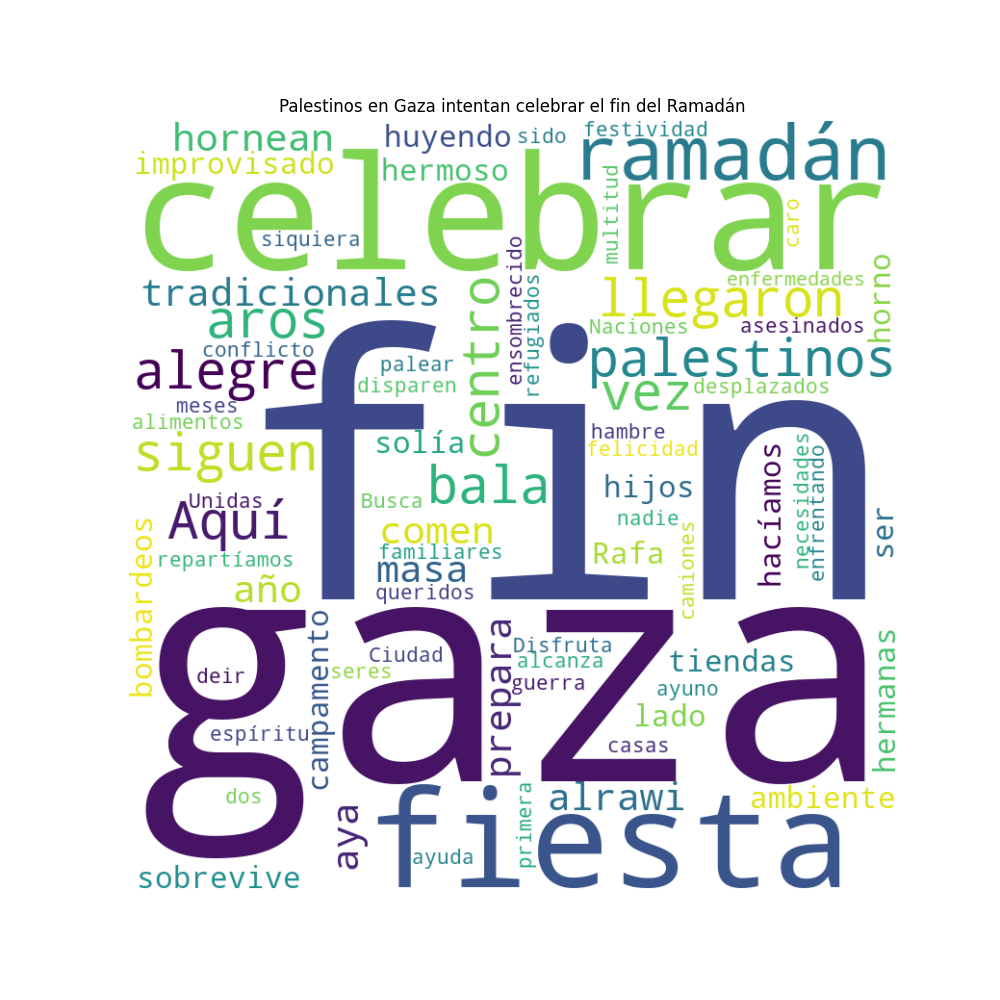 Palestinos en Gaza intentan celebrar el fin del Ramadán
hornean
huyendo
sido
festividad
ramadán
improvisado
hermoso
celebrar
multitud
caro
siquiera
ensombrecido
tradicionales
centro
refugiados
llegaron
enfermedades
horno
aros
Naciones
asesinados
conflicto
alegre
palear
palestinos
disparen
vez
desplazados
meses
alimentos
fin
siguen
solía
hambre
felicidad
hacíamos
necesidades
enfrentando
bala
hijos
Unidas
Busca
Aquí
comen
nadie
ser
bombardeos
repartíamos
familiares
masa
Rafa
camiones
año
queridos
gaza
campamento
prepara
Ciudad
Disfruta
alcanza
tiendas
hermanas
deir
seres
guerra
ayuno
lado
espíritu
casas
dos
aya
fiesta
primera
alrawi
ambiente
ayuda
sobrevive